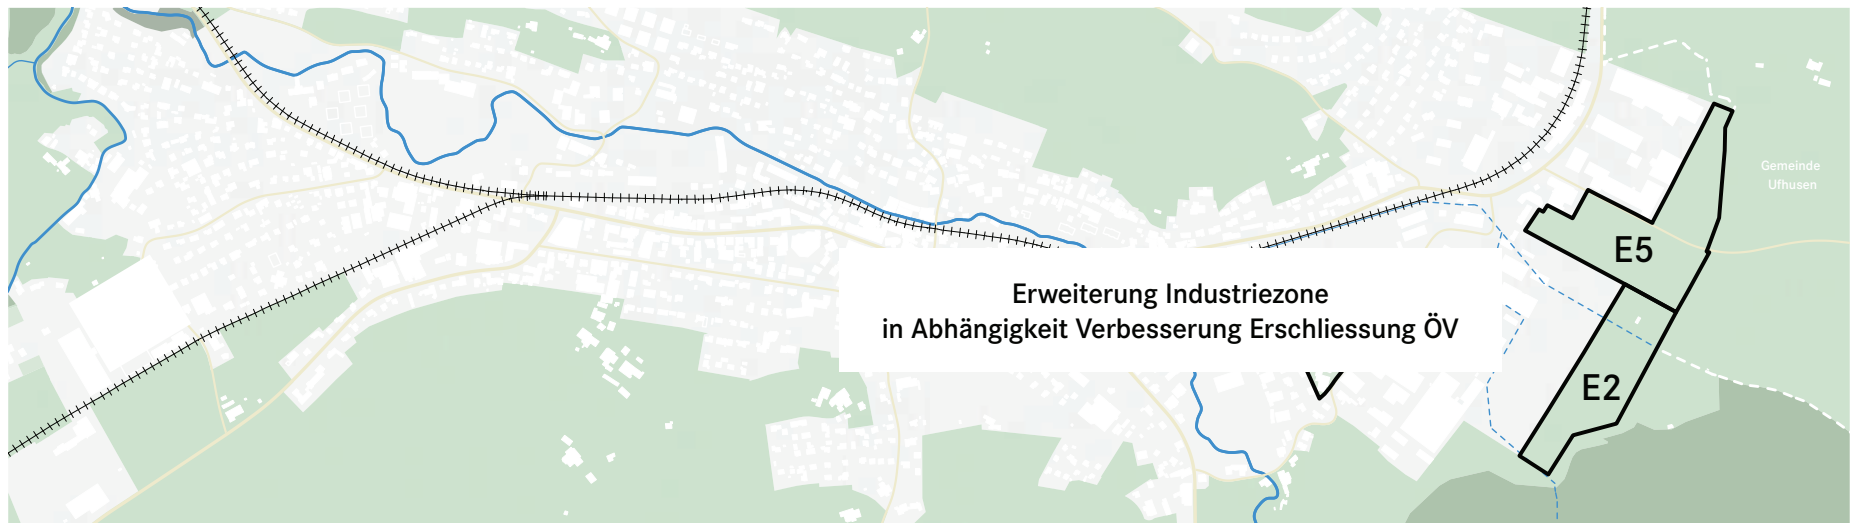 Gemeinde
Ufhusen
E5
Erweiterung Industriezone
in Abhängigkeit Verbesserung Erschliessung ÖV
E2